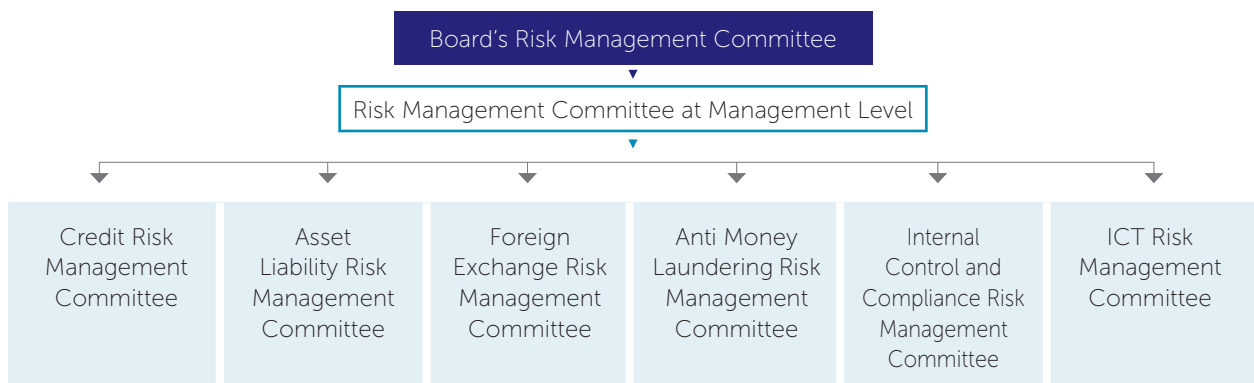 Board’s Risk Management Committee
Risk Management Committee at Management Level
Credit Risk
Management
Committee
Asset
Liability Risk
Management
Committee
Foreign
Exchange Risk
Management
Committee
Anti Money
Laundering Risk
Management
Committee
Internal
Control and
Compliance Risk
Management
Committee
ICT Risk
Management
Committee